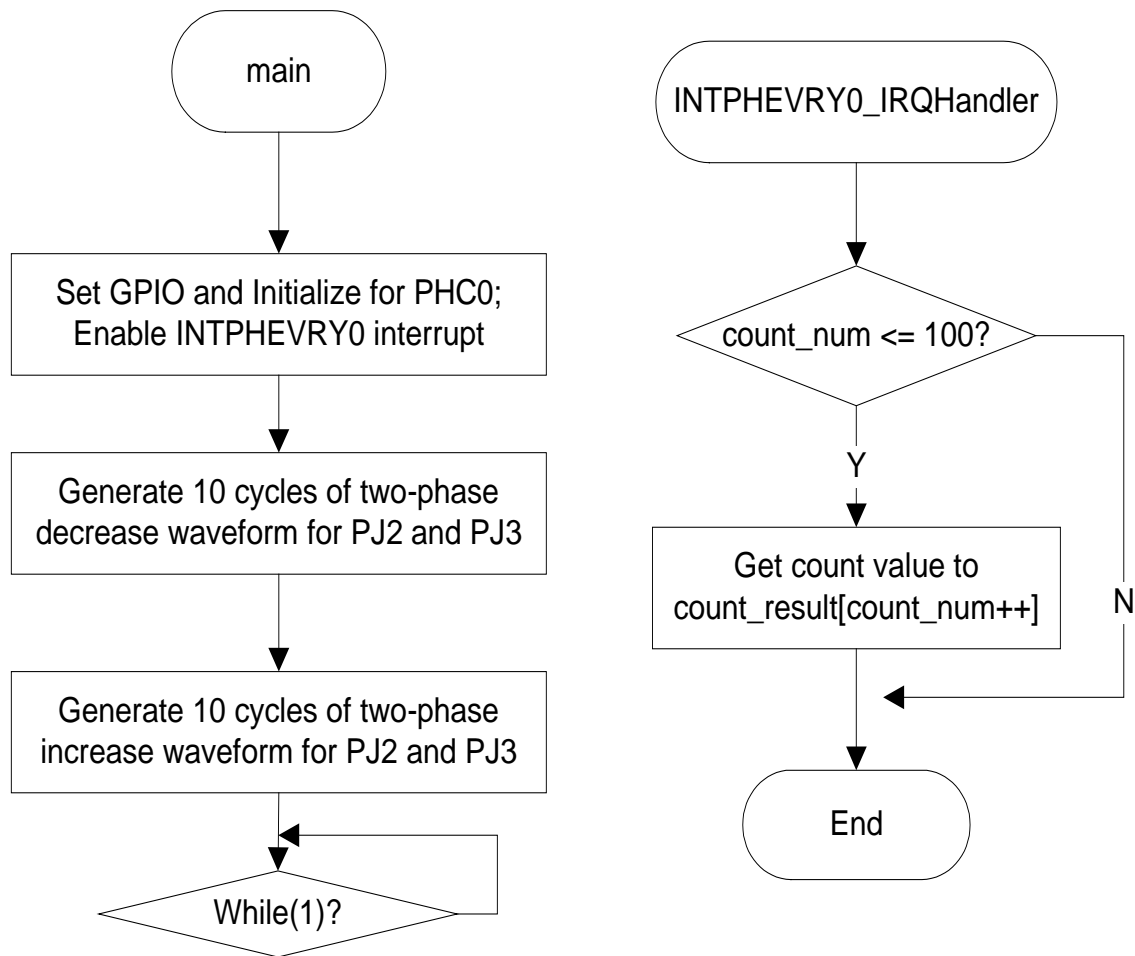 main
Set GPIO and Initialize for PHC0;
Enable INTPHEVRY0 interrupt
Generate 10 cycles of two-phase
decrease waveform for PJ2 and PJ3
Generate 10 cycles of two-phase
increase waveform for PJ2 and PJ3
While(1)?
INTPHEVRY0_IRQHandler
count_num <= 100?
Y
N
Get count value to
count_result[count_num++]
End